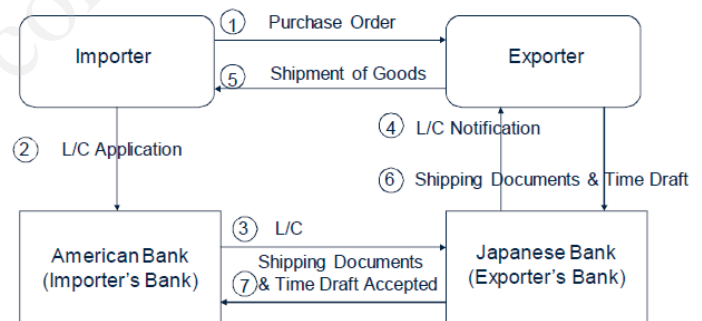 1 Purchase Order
Importer
Exporter
5 Shipment of Goods
4 L/C Notification
2 L/C Application
6 Shipping Documents & Time Draft
3 L/C
American Bank
(Importer's Bank)
Shipping Documents
7 & Time Draft Accepted
Japanese Bank
(Exporter's Bank)